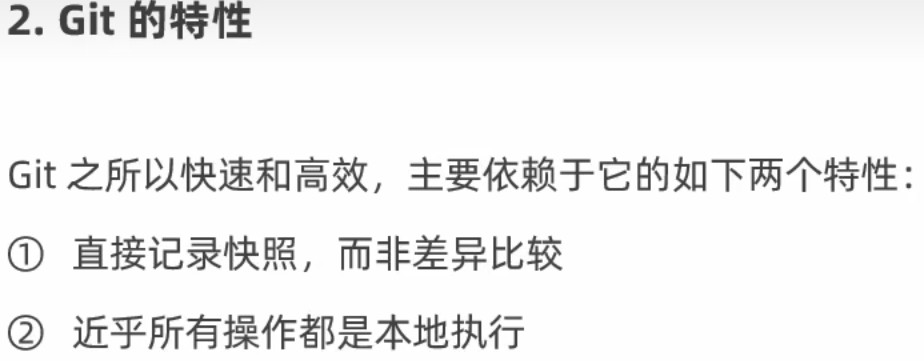 2. Git 的特性
Git 之所以快速和高效，主要依赖于它的如下两个特性：
① 直接记录快照，而非差异比较
② 近乎所有操作都是本地执行